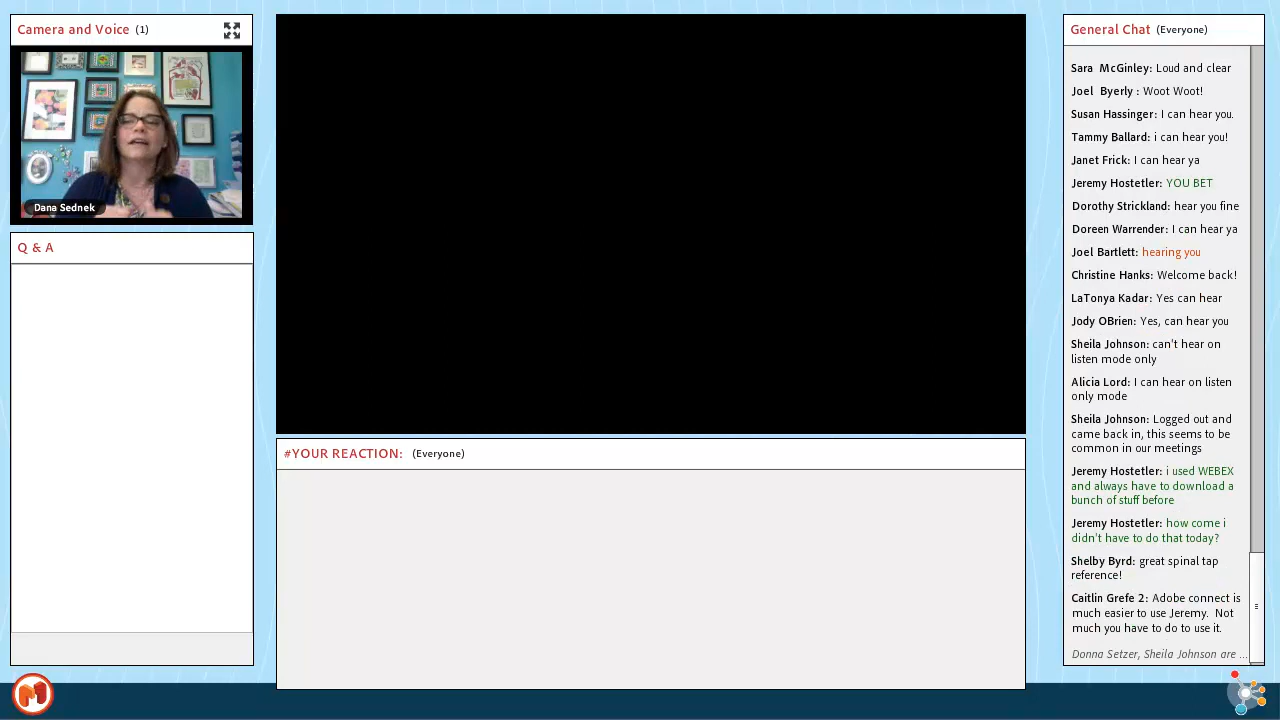 Camera and Voice (1)
Dana Sednek
Q & A
#YOUR REACTION: (Everyone)
General Chat (Everyone)
Sara McGinley: Loud and clear
Joel Byerly : Woot Woot!
Susan Hassinger: I can hear you.
Tammy Ballard: i can hear you!
Janet Frick: I can hear ya
Jeremy Hostetler: YOU BET
Dorothy Strickland: hear you fine
Doreen Warrender: I can hear ya
Joel Bartlett: hearing you
Christine Hanks: Welcome back!
LaTonya Kadar: Yes can hear
Jody OBrien: Yes, can hear you
Sheila Johnson: can't hear on
listen mode only
Alicia Lord: I can hear on listen
only mode
Sheila Johnson: Logged out and
came back in, this seems to be
common in our meetings
Jeremy Hostetler: i used WEBEX
and always have to download a
bunch of stuff before
Jeremy Hostetler: how come i
didn't have to do that today?
Shelby Byrd: great spinal tap
reference!
Caitlin Grefe 2: Adobe connect is
much easier to use Jeremy. Not
much you have to do to use it.
Donna Setzer, Sheila Johnson are ...